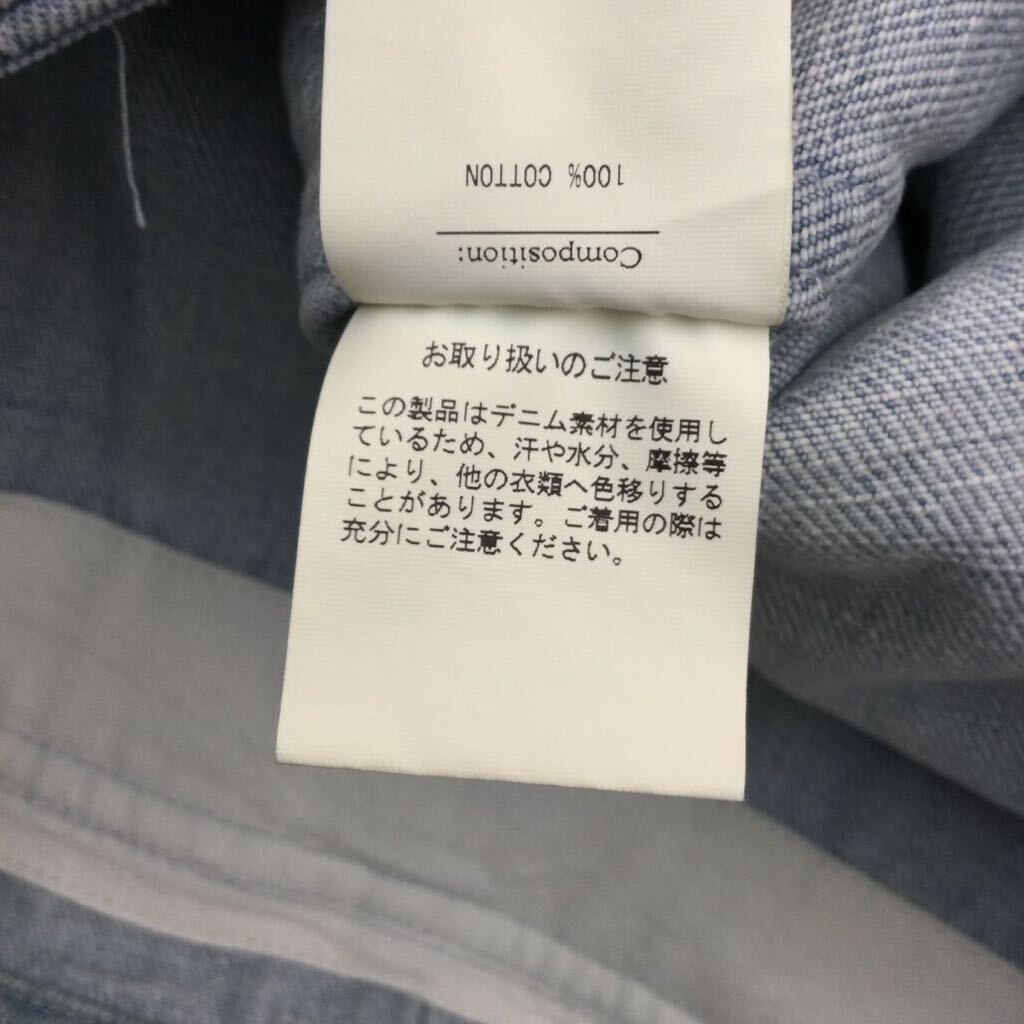 Composition:
100% COTTON
お取り扱いのご注意
この製品はデニム素材を使用し
ているため、汗や水分、摩擦等
により、他の衣類へ色移りする
ことがあります。ご着用の際は
充分にご注意ください。